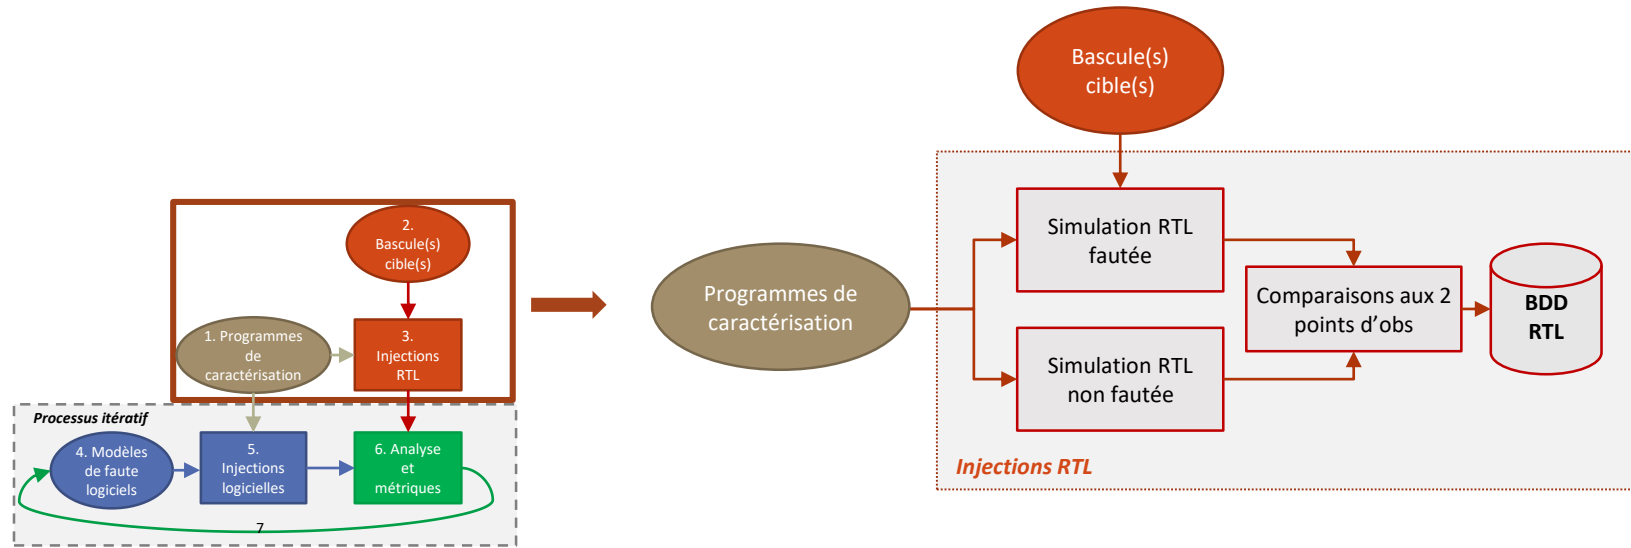 2.
Bascule(s)
cible(s)
1. Programmes
de
caractérisation
3.
Injections
RTL
Processus itératif
4. Modèles
de faute
logiciels
5.
Injections
logicielles
6. Analyse
et
métriques
7
Bascule(s)
cible(s)
Programmes de
caractérisation
Simulation RTL
fautée
Simulation RTL
non fautée
Comparaisons aux 2
points d’obs
BDD
RTL
Injections RTL